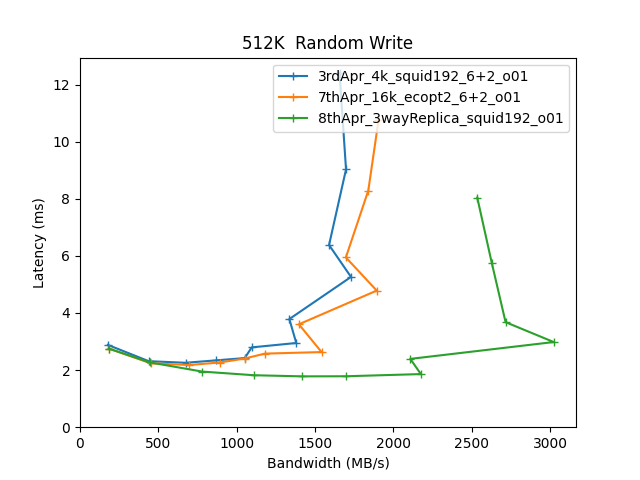 512K  Random Write
3rdApr_4k_squid192_6+2_o01
7thApr_16k_ecopt2_6+2_o01
8thApr_3wayReplica_squid192_o01
12
10
8
6
4
2
0
Latency (ms)
0 500 1000 1500 2000 2500 3000
Bandwidth (MB/s)